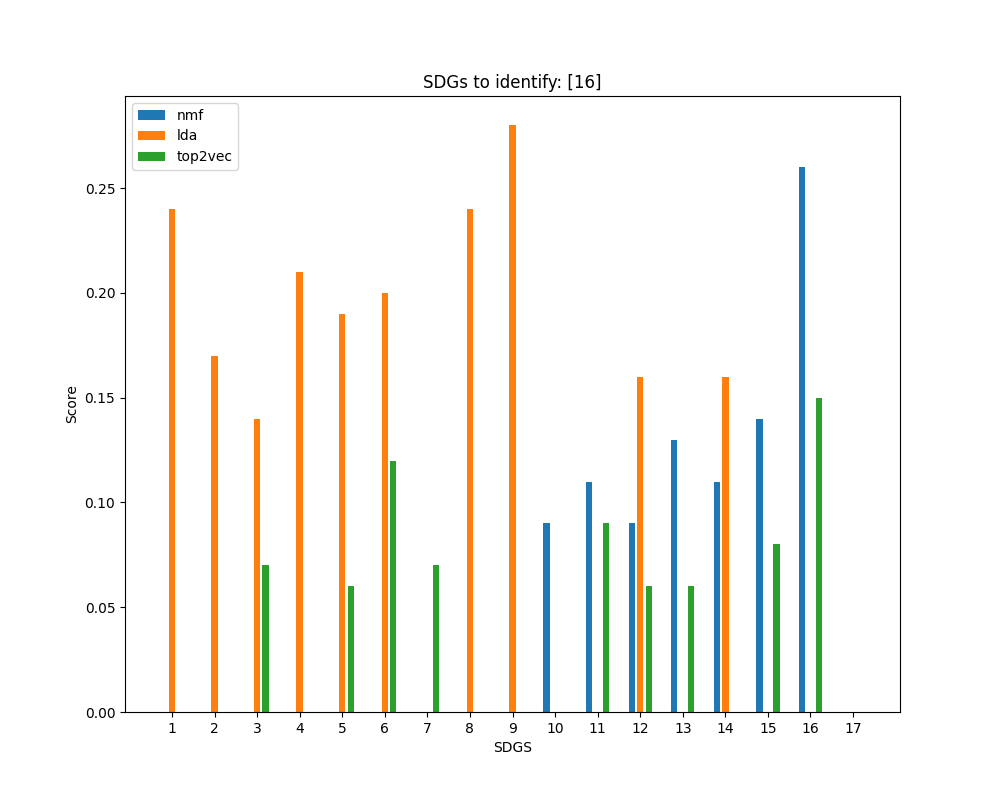 SDGs to identify: [16]
nmf
lda
top2vec
0.25
0.20
0.15
0.10
0.05
0.00
Score
1 2 3 4 5 6 7 8 9 10 11 12 13 14 15 16 17
SDGS